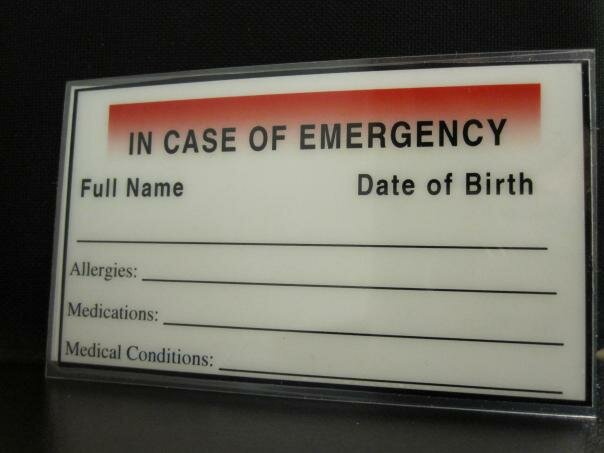 IN CASE OF EMERGENCY
Full Name Date of Birth
Allergies:
Medications:
Medical Conditions: